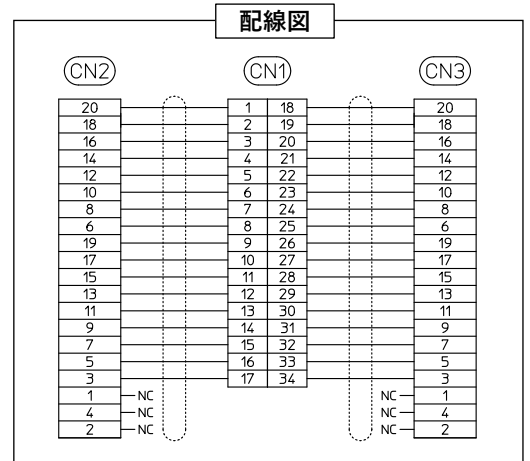 配線図
CN2 CN1 CN3
20 1 18 20
18 2 19 18
16 3 20 16
14 4 21 14
12 5 22 12
10 6 23 10
8 7 24 8
6 8 25 6
19 9 26 19
17 10 27 17
15 11 28 15
13 12 29 13
11 13 30 11
9 14 31 9
7 15 32 7
5 16 33 5
3 17 34 3
1 NC NC 1
4 NC NC 4
2 NC NC 2